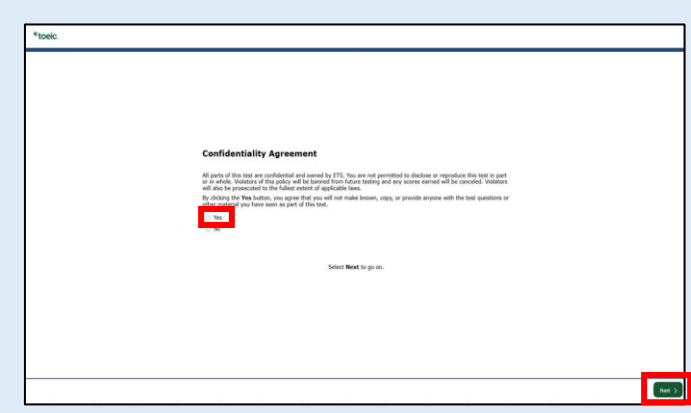 *toeic.
Confidentiality Agreement
All parts of this test are confidential and owned by ETS. You are not permitted to disclose or reproduce this test in part
or in whole. Violators of this policy will be banned from future testing and any scores earned will be canceled. Violators
will also be prosecuted to the fullest extent of applicable laws.
By clicking the Yes button, you agree that you will not make known, copy, or provide anyone with the test questions or
other material you have seen as part of this test.
Yes
No
Select Next to go on.
Next >